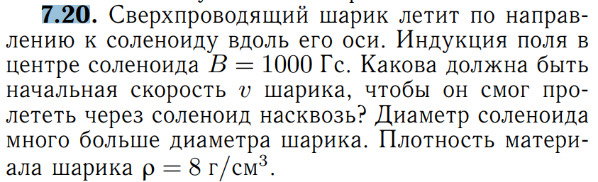 7.20. Сверхпроводящий шарик летит по направ-
лению к соленоиду вдоль его оси. Индукция поля в
центре соленоида B = 1000 Гс. Какова должна быть
начальная скорость v шарика, чтобы он смог про-
лететь через соленоид насквозь? Диаметр соленоида
много больше диаметра шарика. Плотность матери-
ала шарика ρ = 8 г/см³.